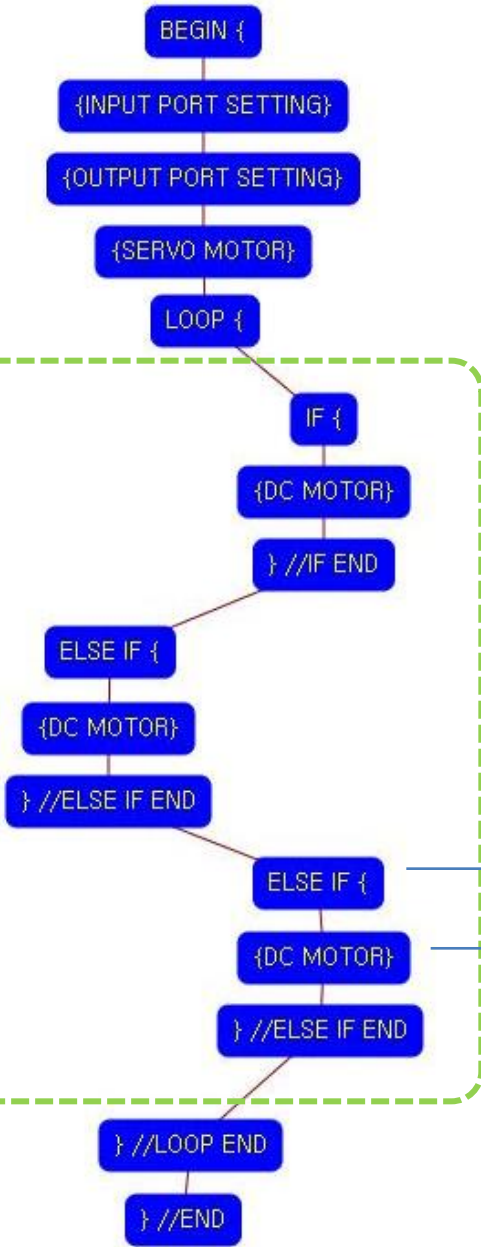 BEGIN {
{INPUT PORT SETTING}
{OUTPUT PORT SETTING}
{SERVO MOTOR}
LOOP {
IF {
{DC MOTOR}
} //IF END
ELSE IF {
{DC MOTOR}
} //ELSE IF END
ELSE IF {
{DC MOTOR}
} //ELSE IF END
} //LOOP END
} //END